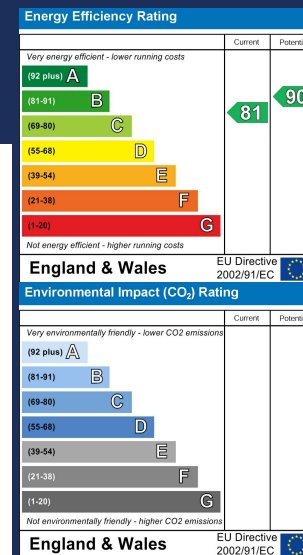 Energy Efficiency Rating
Current Potenti
Very energy efficient - lower running costs
(92 plus) A
(81-91) B
(69-80) C
(55-68) D
(39-54) E
(21-38) F
(1-20) G
81
90
Not energy efficient - higher running costs
England & Wales
EU Directive
2002/91/EC
Environmental Impact (CO₂) Rating
Current Potenti
Very environmentally friendly - lower CO2 emissions
(92 plus) A
(81-91) B
(69-80) C
(55-68) D
(39-54) E
(21-38) F
(1-20) G
Not environmentally friendly - higher CO2 emissions
England & Wales
EU Directive
2002/91/EC